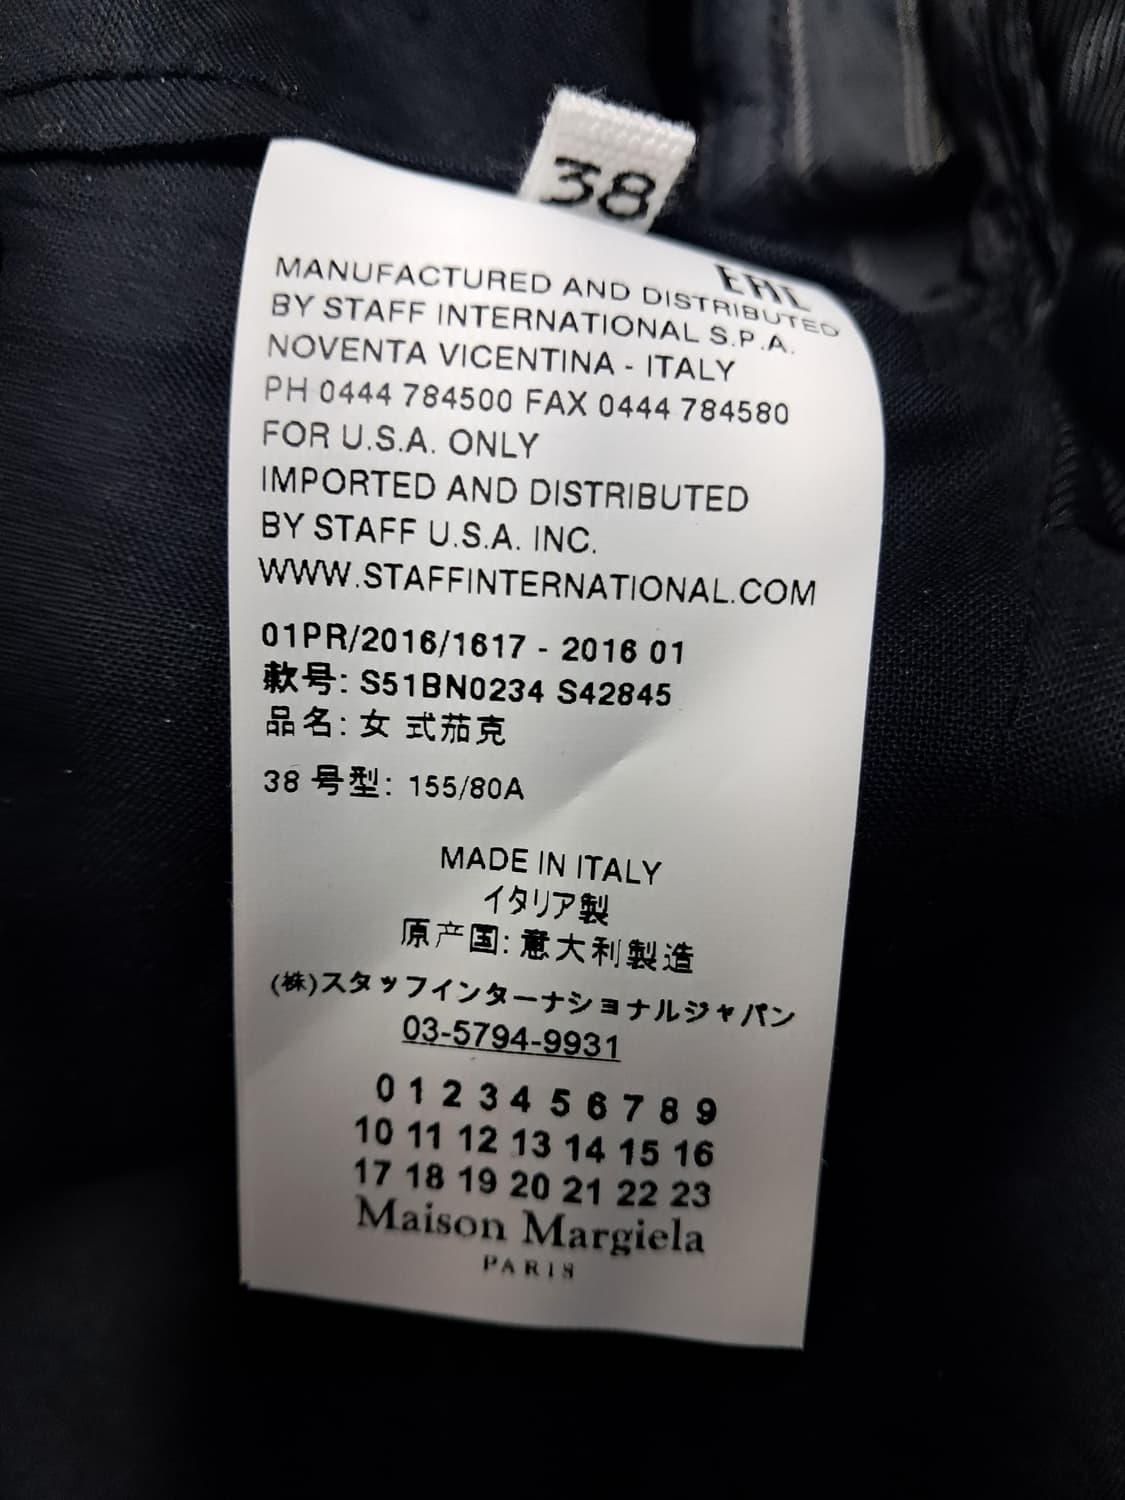 38
EAC
MANUFACTURED AND DISTRIBUTED
BY STAFF INTERNATIONAL S.P.A.
NOVENTA VICENTINA - ITALY
PH 0444 784500 FAX 0444 784580
FOR U.S.A. ONLY
IMPORTED AND DISTRIBUTED
BY STAFF U.S.A. INC.
WWW.STAFFINTERNATIONAL.COM
01PR/2016/1617 - 2016 01
款号: S51BN0234 S42845
品名: 女 式茄克
38 号型: 155/80A
MADE IN ITALY
イタリア製
原产国: 意大利製造
(株)スタッフインターナショナルジャパン
03-5794-9931
0 1 2 3 4 5 6 7 8 9
10 11 12 13 14 15 16
17 18 19 20 21 22 23
Maison Margiela
PARIS